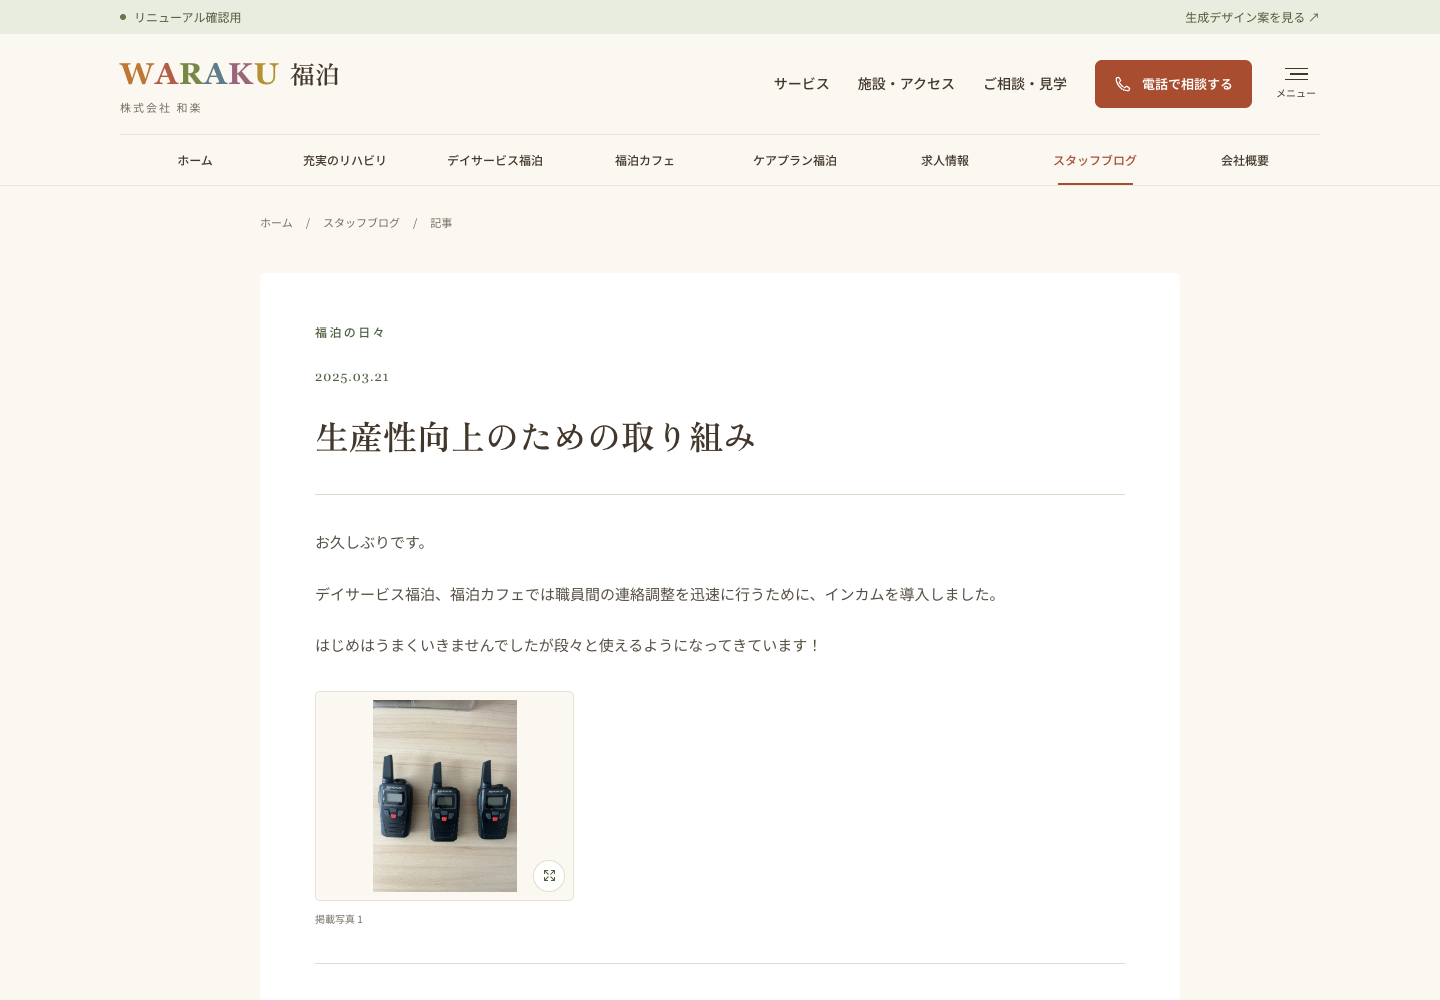 リニューアル確認用
生成デザイン案を見る ↗
WARAKU 福泊
株式会社 和楽
サービス
施設・アクセス
ご相談・見学
電話で相談する
メニュー
ホーム
充実のリハビリ
デイサービス福泊
福泊カフェ
ケアプラン福泊
求人情報
スタッフブログ
会社概要
ホーム / スタッフブログ / 記事
福泊の日々
2025.03.21
生産性向上のための取り組み
お久しぶりです。
デイサービス福泊、福泊カフェでは職員間の連絡調整を迅速に行うために、インカムを導入しました。
はじめはうまくいきませんでしたが段々と使えるようになってきています！
掲載写真 1